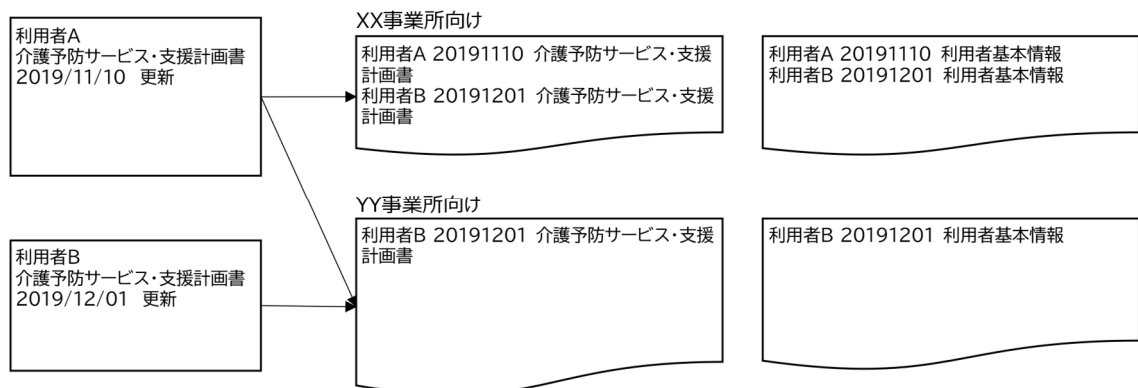 利用者A
介護予防サービス・支援計画書
2019/11/10 更新
XX事業所向け
利用者A 20191110 介護予防サービス・支援
計画書
利用者B 20191201 介護予防サービス・支援
計画書
利用者A 20191110 利用者基本情報
利用者B 20191201 利用者基本情報
利用者B
介護予防サービス・支援計画書
2019/12/01 更新
YY事業所向け
利用者B 20191201 介護予防サービス・支援
計画書
利用者B 20191201 利用者基本情報